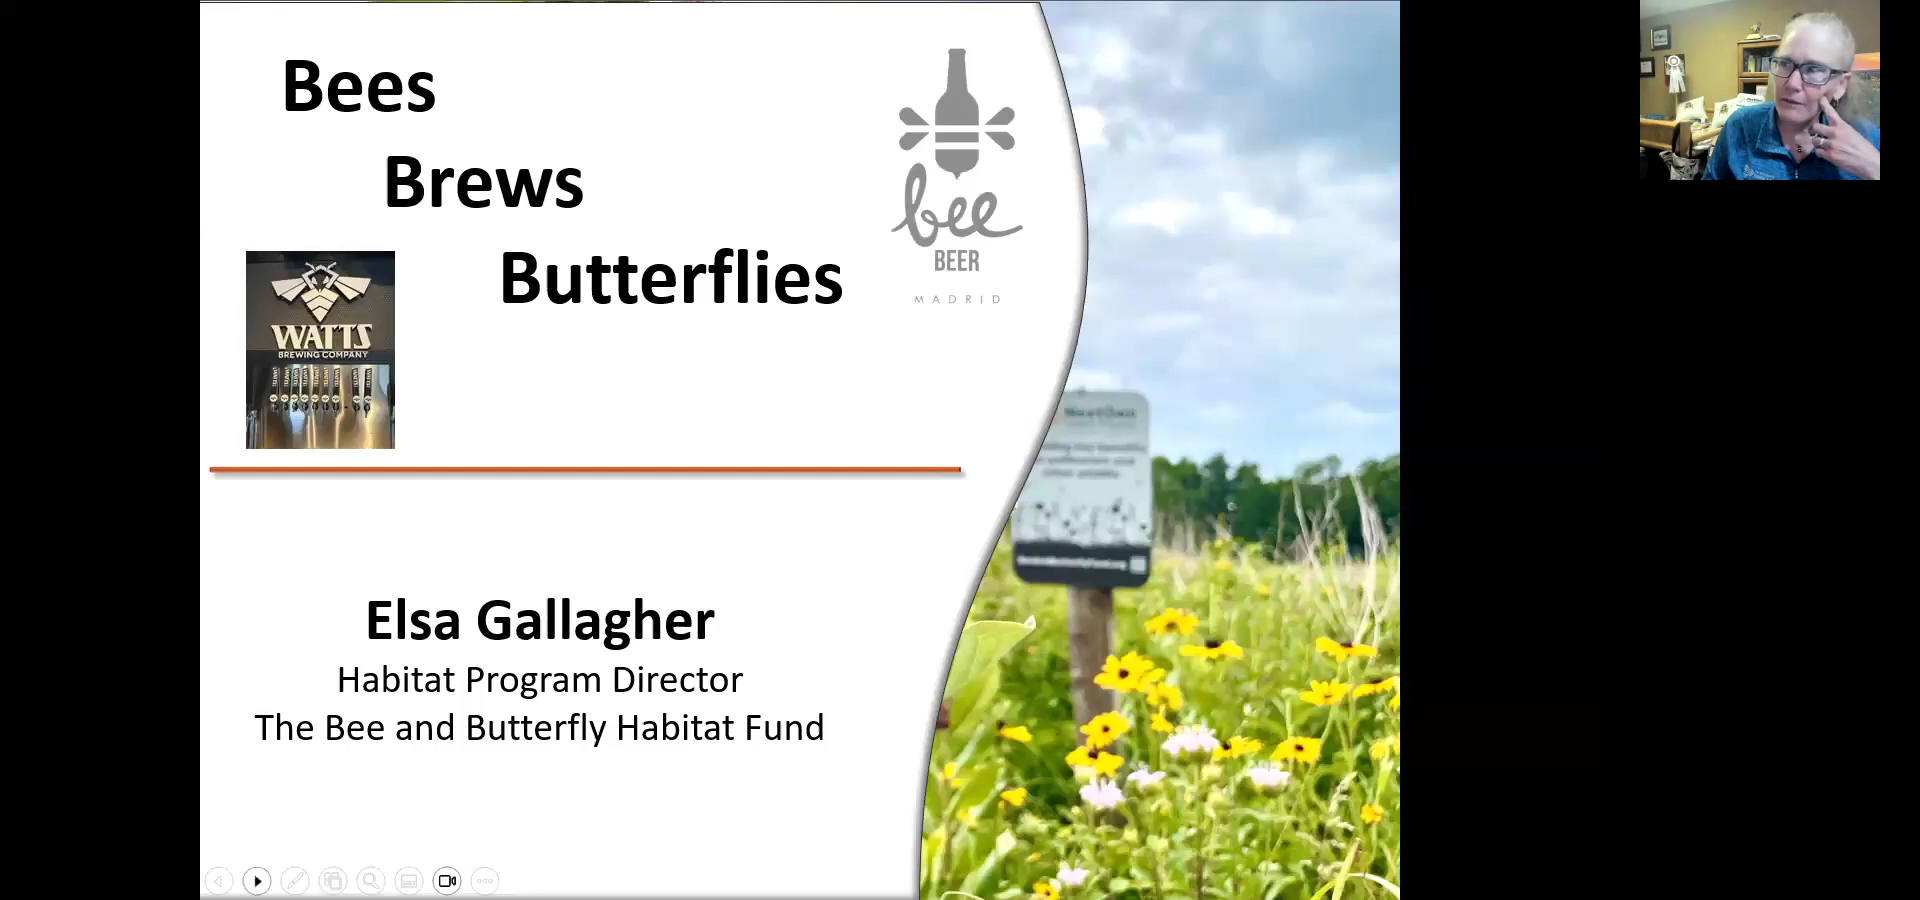 Bees
Brews
Butterflies
bee
BEER
MADRID
WATTS
BREWING COMPANY
Elsa Gallagher
Habitat Program Director
The Bee and Butterfly Habitat Fund